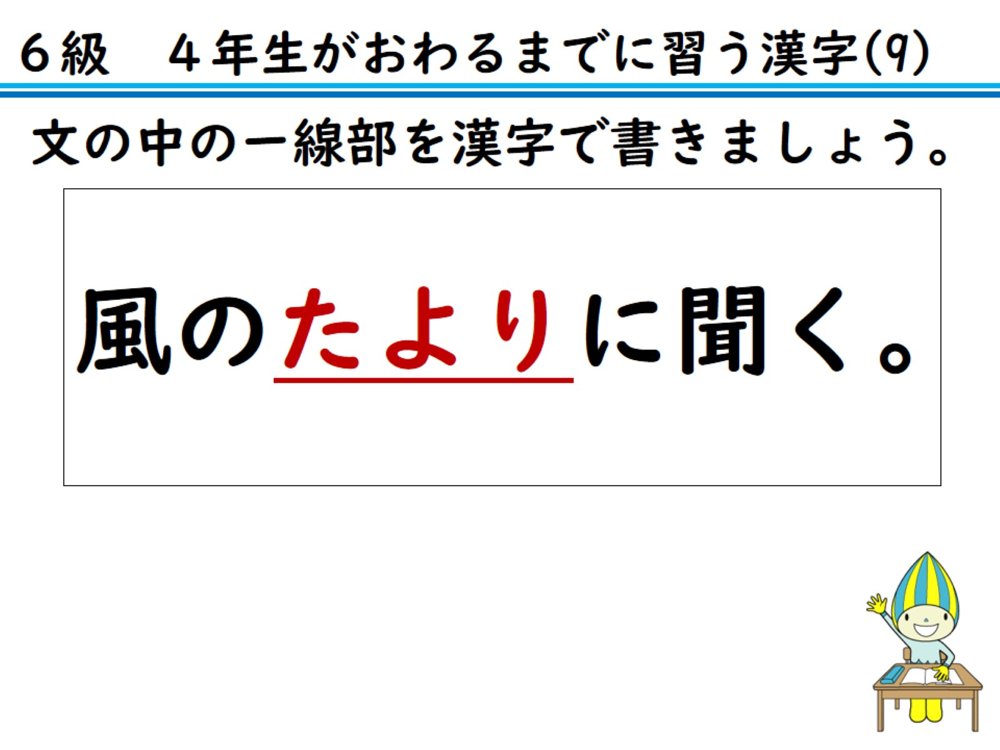 ６級　４年生がおわるまでに習う漢字(9)
文の中の一線部を漢字で書きましょう。
風のたよりに聞く。